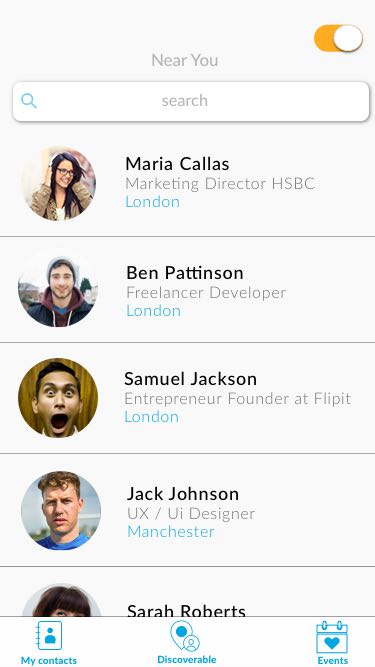 Near You
search
Maria Callas
Marketing Director HSBC
London
Ben Pattinson
Freelancer Developer
London
Samuel Jackson
Entrepreneur Founder at Flipit
London
Jack Johnson
UX / Ui Designer
Manchester
Sarah Roberts
My contacts
Discoverable
Events